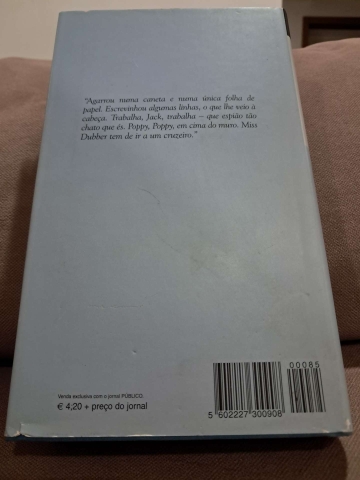 "Agarrou numa caneta e numa única folha de
papel. Escrevinhou algumas linhas, o que lhe veio à
cabeça. Trabalha, Jack, trabalha – que espião tão
chato que és. Poppy, Poppy, em cima do muro. Miss
Dubber tem de ir a um cruzeiro."
00085
Venda exclusiva com o jornal PÚBLICO
€ 4,20 + preço do jornal
5 602227 300908